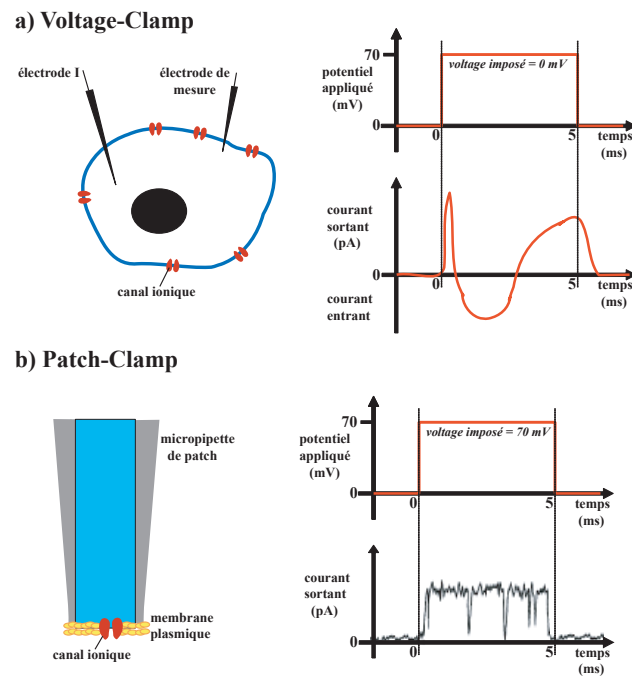 a) Voltage-Clamp
électrode I
électrode de
mesure
canal ionique
70
potentiel
appliqué
(mV)
0
voltage imposé = 0 mV
0
5
temps
(ms)
courant
sortant
(pA)
0
courant
entrant
0
5
temps
(ms)
b) Patch-Clamp
micropipette
de patch
membrane
plasmique
canal ionique
70
potentiel
appliqué
(mV)
0
voltage imposé = 70 mV
0
5
temps
(ms)
courant
sortant
(pA)
0
0
5
temps
(ms)